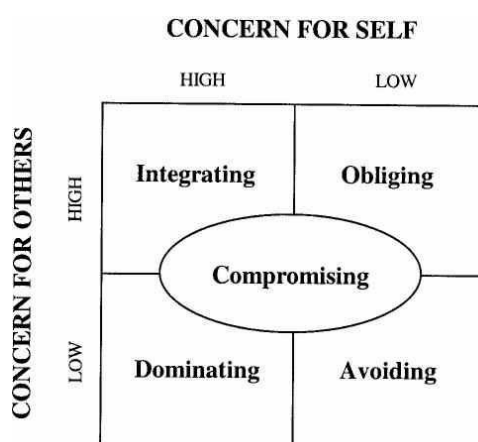 CONCERN FOR SELF
HIGH LOW
CONCERN FOR OTHERS
HIGH
LOW
Integrating Obliging
Compromising
Dominating Avoiding